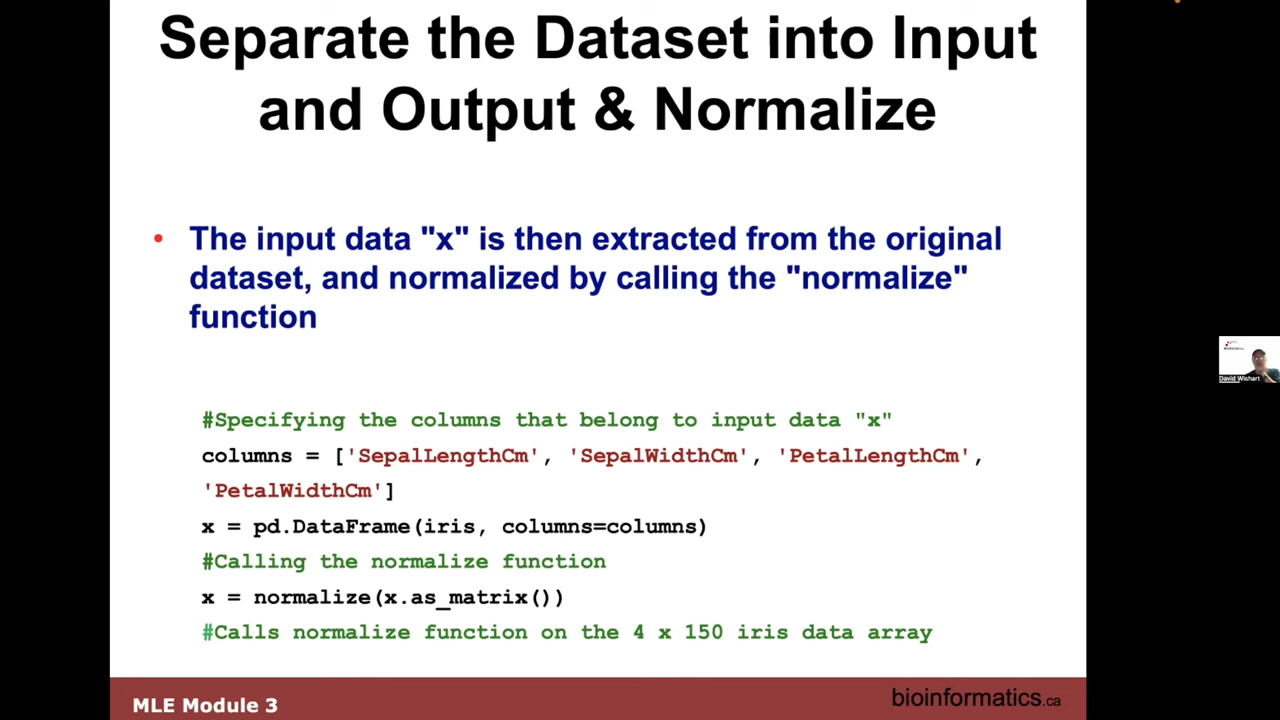 Separate the Dataset into Input
and Output & Normalize
• The input data "x" is then extracted from the original
dataset, and normalized by calling the "normalize"
function
#Specifying the columns that belong to input data "x"
columns = ['SepalLengthCm', 'SepalWidthCm', 'PetalLengthCm',
'PetalWidthCm']
x = pd.DataFrame(iris, columns=columns)
#Calling the normalize function
x = normalize(x.as_matrix())
#Calls normalize function on the 4 x 150 iris data array
David Wishart
MLE Module 3
bioinformatics.ca